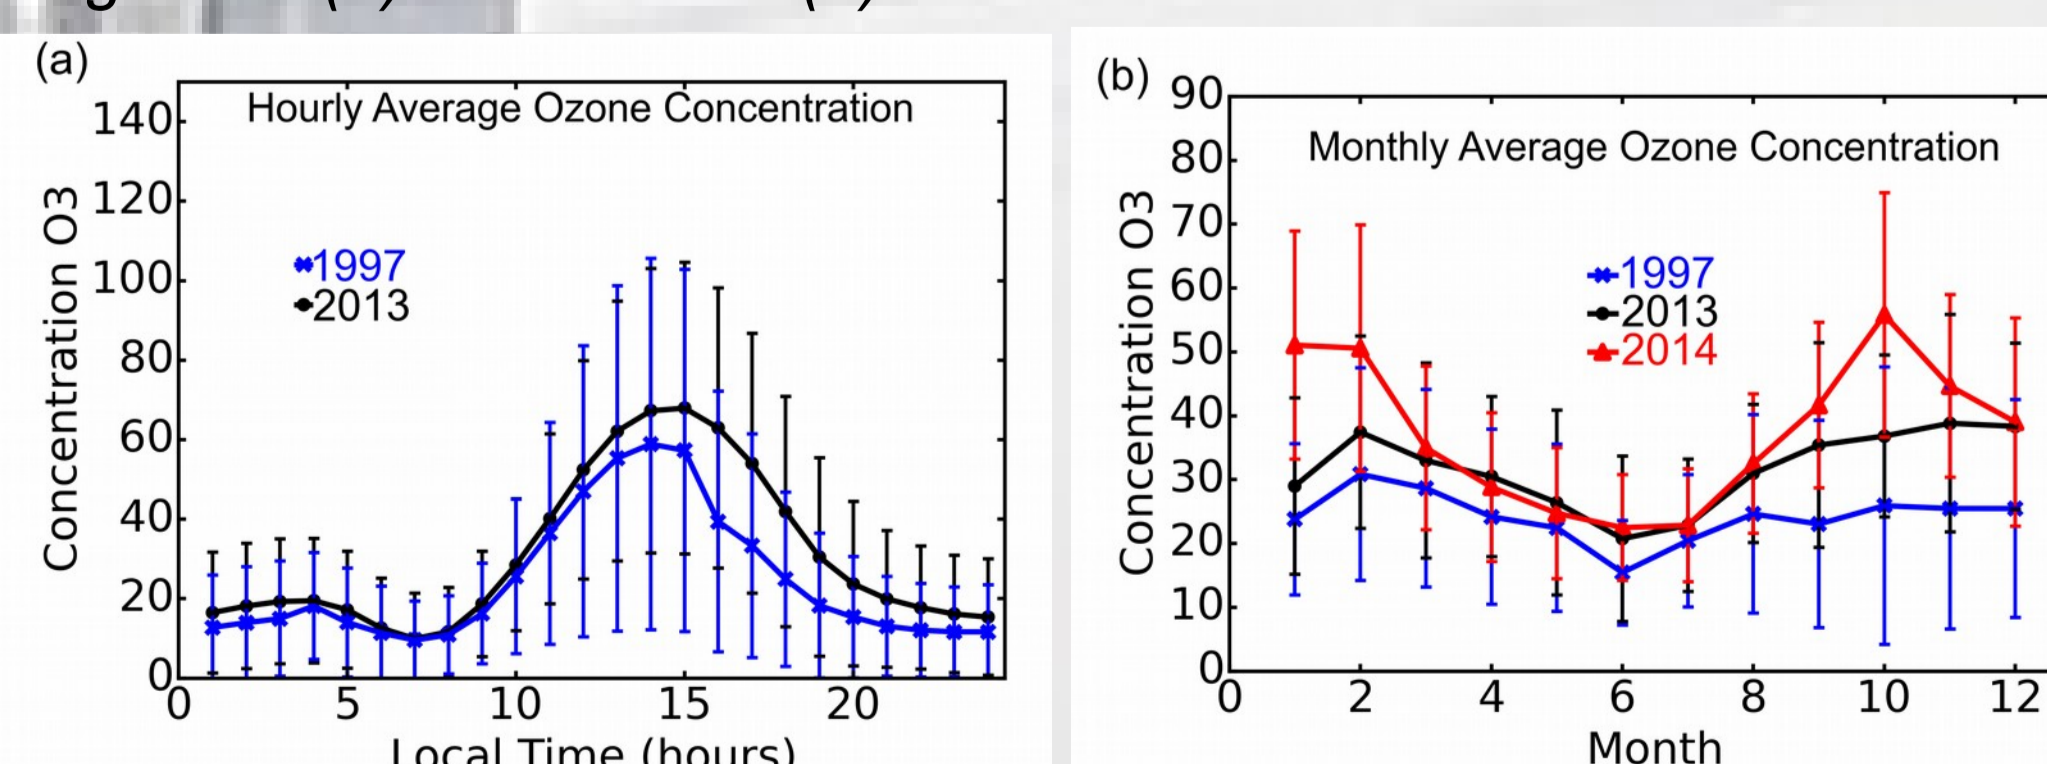 (a)
Hourly Average Ozone Concentration
140
120
100
80
60
40
20
0
Concentration O3
1997
2013
0 5 10 15 20
Local Time (hours)
(b)
Monthly Average Ozone Concentration
90
80
70
60
50
40
30
20
10
0
Concentration O3
1997
2013
2014
0 2 4 6 8 10 12
Month